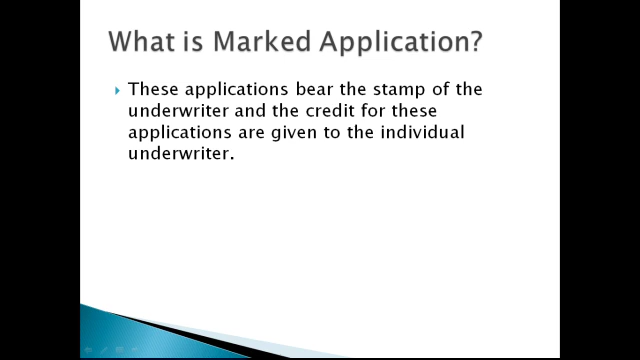 What is Marked Application?
These applications bear the stamp of the
underwriter and the credit for these
applications are given to the individual
underwriter.